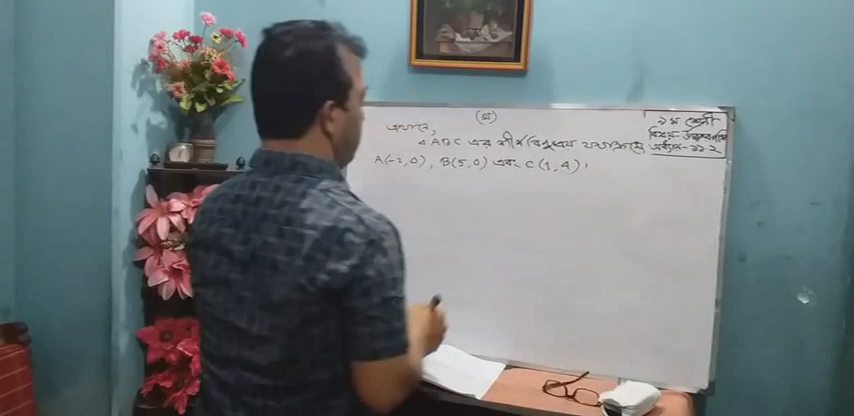 (খ)
এখানে,
△ ABC এর শীর্ষবিন্দুত্রয় যথাক্রমে
A(-2,0), B(5,0) এবং C(1,4)।
৯ম শ্রেনী
বিষয়- উচ্চতর গণিত
অধ্যায়- ১১.২